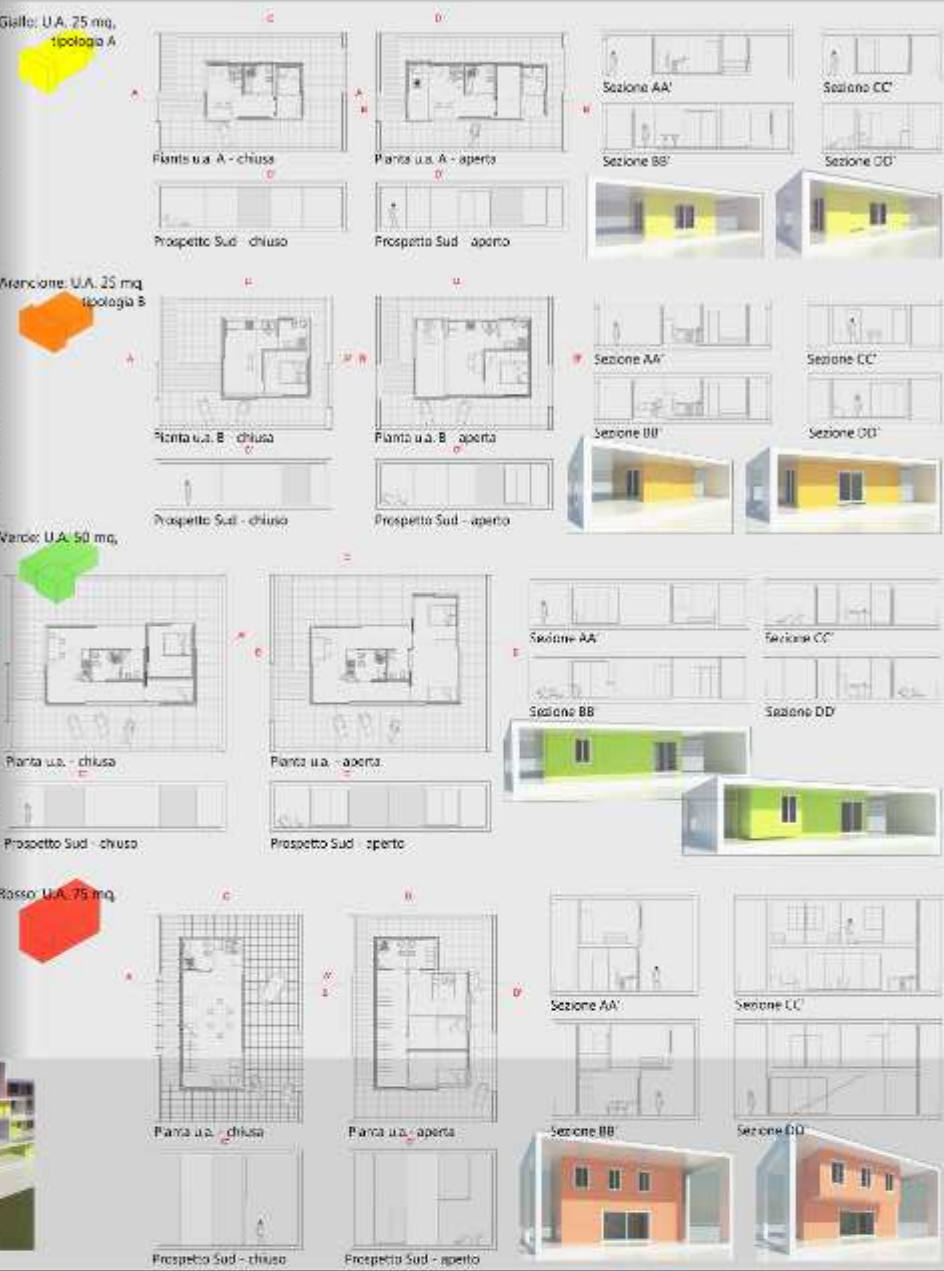 Giallo: U.A. 25 mq,
tipologia A
Pianta u.a. A - chiusa
Pianta u.a. A - aperta
Sezione AA'
Sezione CC'
Sezione BB'
Sezione DD'
Prospetto Sud - chiuso
Prospetto Sud - aperto
Arancione: U.A. 25 mq,
tipologia B
Pianta u.a. B - chiusa
Pianta u.a. B - aperta
Sezione AA'
Sezione CC'
Sezione BB'
Sezione DD'
Prospetto Sud - chiuso
Prospetto Sud - aperto
Verde: U.A. 50 mq,
Pianta u.a. - chiusa
Pianta u.a. - aperta
Sezione AA'
Sezione CC'
Sezione BB'
Sezione DD'
Prospetto Sud - chiuso
Prospetto Sud - aperto
Rosso: U.A. 75 mq,
Pianta u.a. - chiusa
Pianta u.a. - aperta
Sezione AA'
Sezione CC'
Sezione BB'
Sezione DD'
Prospetto Sud - chiuso
Prospetto Sud - aperto